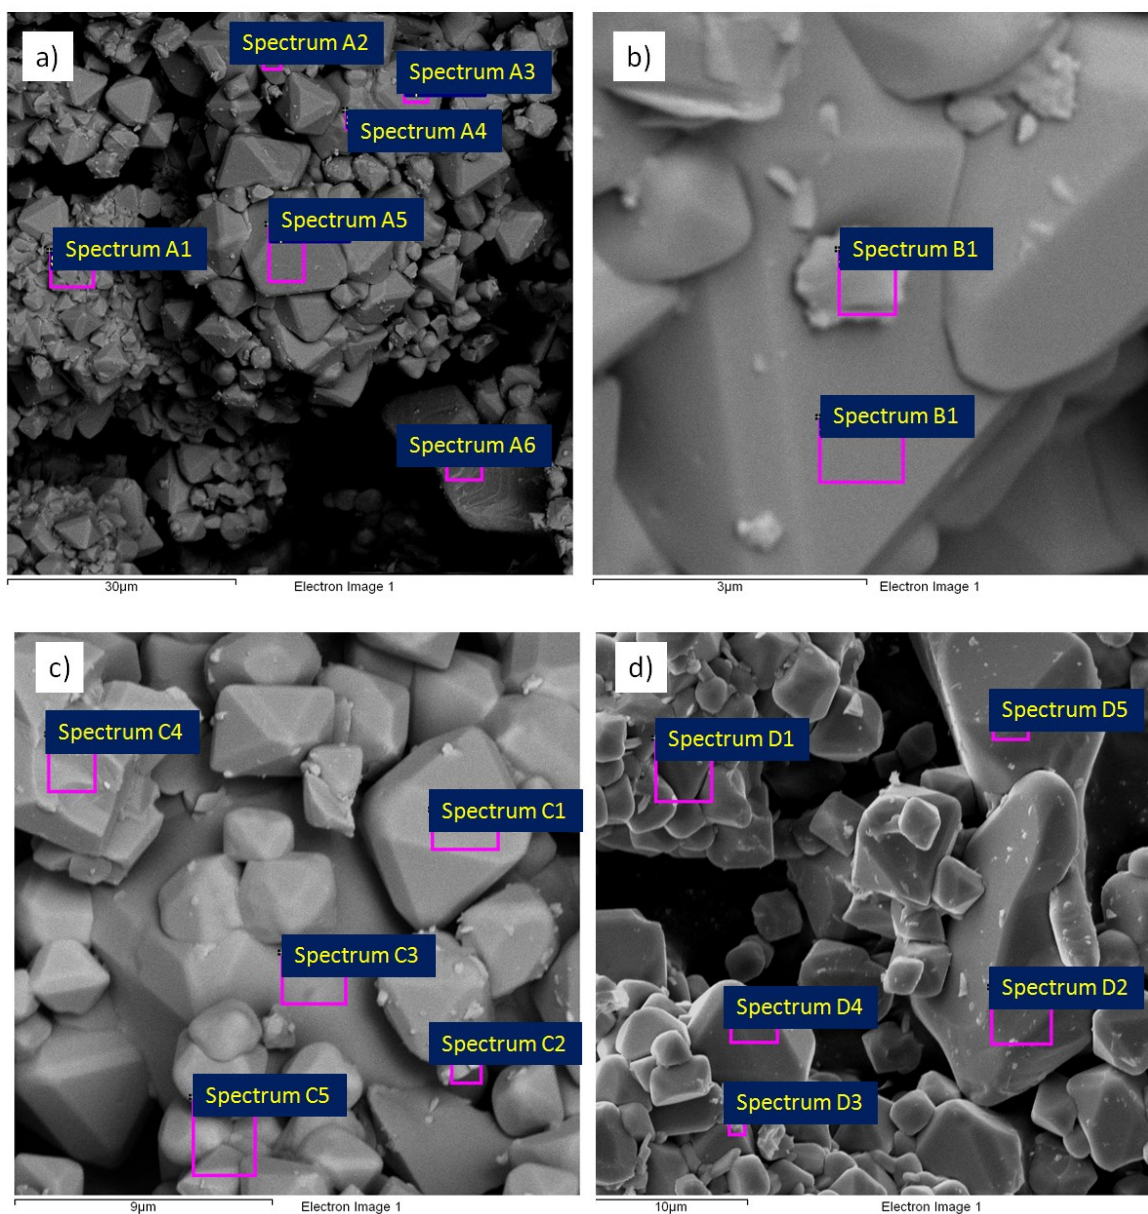 a)
Spectrum A2
Spectrum A3
Spectrum A4
Spectrum A5
Spectrum A1
Spectrum A6
30µm
Electron Image 1
b)
Spectrum B1
Spectrum B1
3µm
Electron Image 1
c)
Spectrum C4
Spectrum C1
Spectrum C3
Spectrum C2
Spectrum C5
9µm
Electron Image 1
d)
Spectrum D5
Spectrum D1
Spectrum D2
Spectrum D4
Spectrum D3
10µm
Electron Image 1